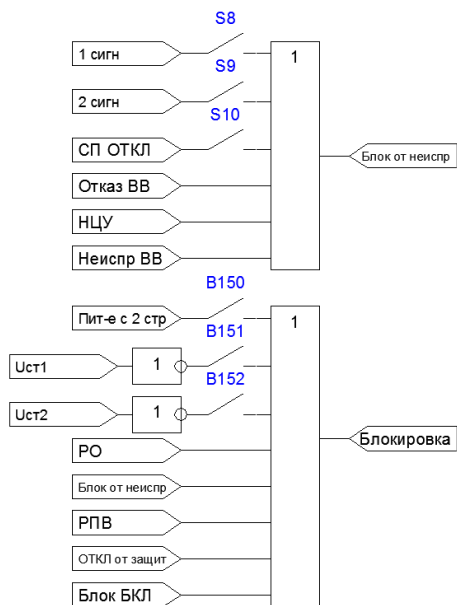 S8
1 сигн
1
S9
2 сигн
S10
СП ОТКЛ
Блок от неиспр
Отказ ВВ
НЦУ
Неиспр ВВ
B150
Пит-е с 2 стр
1
B151
Uст1
1
B152
Uст2
1
РО
Блокировка
Блок от неиспр
РПВ
ОТКЛ от защит
Блок БКЛ